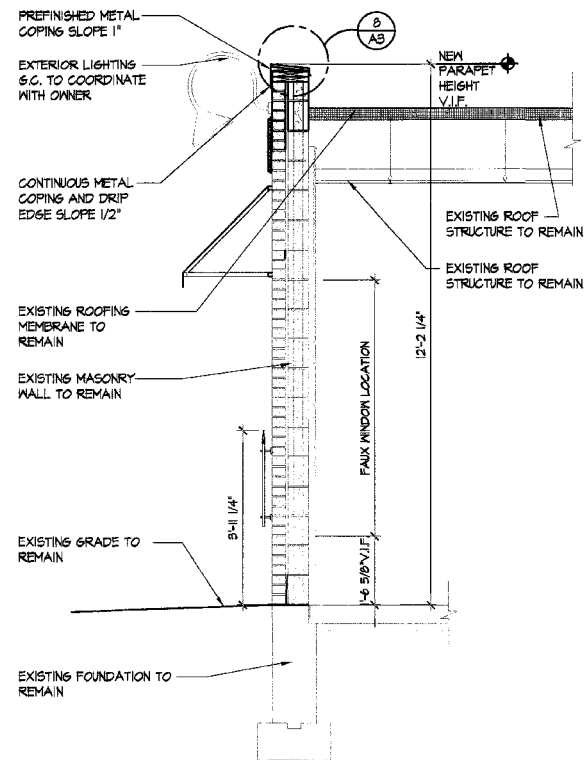 PREFINISHED METAL
COPING SLOPE 1"
EXTERIOR LIGHTING
G.C. TO COORDINATE
WITH OWNER
CONTINUOUS METAL
COPING AND DRIP
EDGE SLOPE 1/2"
EXISTING ROOFING
MEMBRANE TO
REMAIN
EXISTING MASONRY
WALL TO REMAIN
EXISTING GRADE TO
REMAIN
EXISTING FOUNDATION TO
REMAIN
8
A3
NEW
PARAPET
HEIGHT
V.I.F.
EXISTING ROOF
STRUCTURE TO REMAIN
EXISTING ROOF
STRUCTURE TO REMAIN
12'-2 1/4"
FAUX WINDOW LOCATION
3'-11 1/4"
1'-6 5/8" V.I.F.